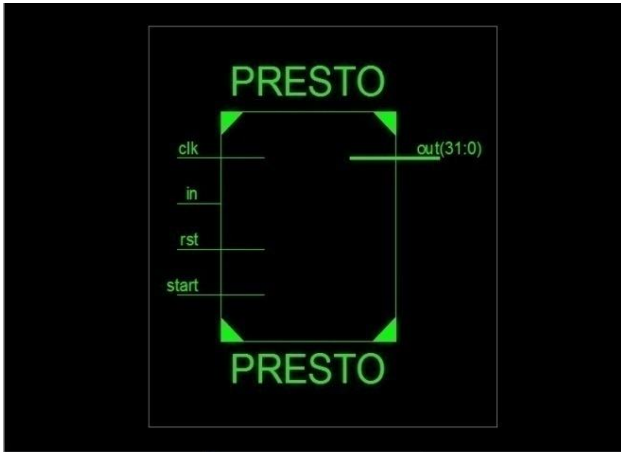 PRESTO
clk
out(31:0)
in
rst
start
PRESTO